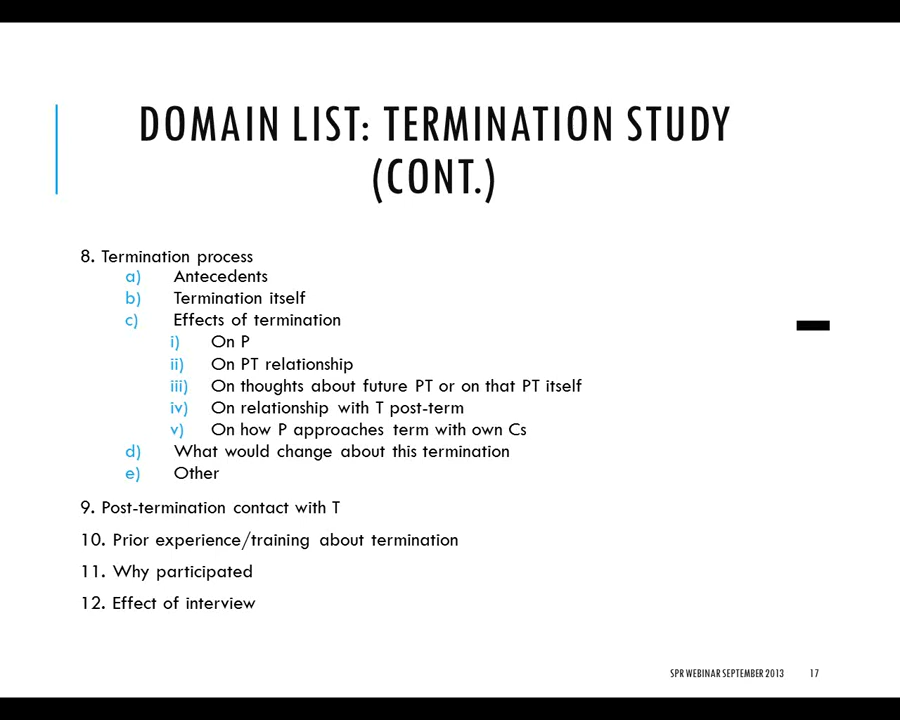 DOMAIN LIST: TERMINATION STUDY
(CONT.)
8. Termination process
a) Antecedents
b) Termination itself
c) Effects of termination
i) On P
ii) On PT relationship
iii) On thoughts about future PT or on that PT itself
iv) On relationship with T post-term
v) On how P approaches term with own Cs
d) What would change about this termination
e) Other
9. Post-termination contact with T
10. Prior experience/training about termination
11. Why participated
12. Effect of interview
SPR WEBINAR SEPTEMBER 2013 17